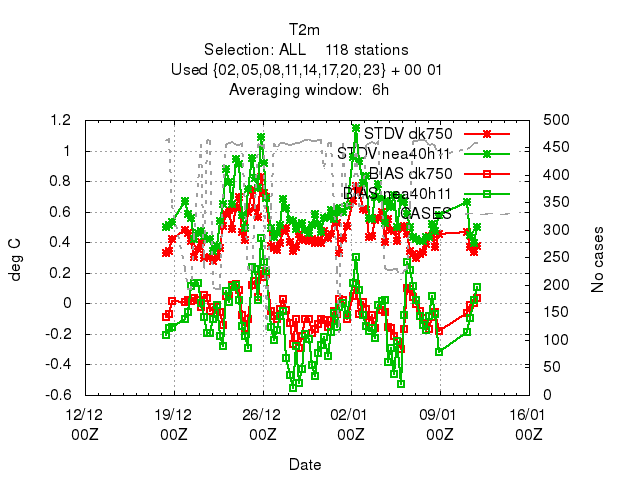 T2m
Selection: ALL 118 stations
Used {02,05,08,11,14,17,20,23} + 00 01
Averaging window: 6h
1.2
1
0.8
0.6
0.4
0.2
0
-0.2
-0.4
-0.6
deg C
500
450
400
350
300
250
200
150
100
50
0
No cases
STDV dk750
STDV nea40h11
BIAS dk750
BIAS nea40h11
CASES
12/12 19/12 26/12 02/01 09/01 16/01
00Z 00Z 00Z 00Z 00Z 00Z
Date